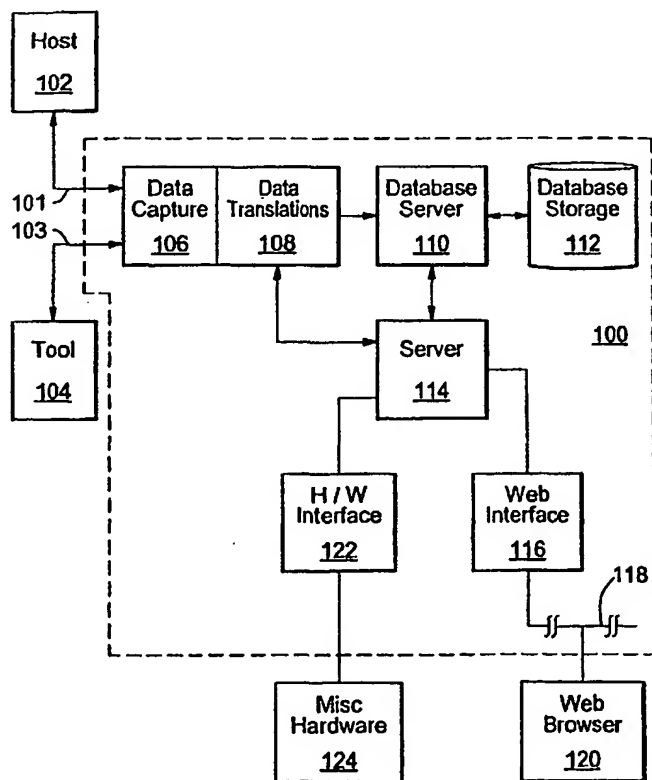 Host
102
101
103
Data
Capture
106
Data
Translations
108
Database
Server
110
Database
Storage
112
Tool
104
Server
114
100
H / W
Interface
122
Web
Interface
116
118
Misc
Hardware
124
Web
Browser
120